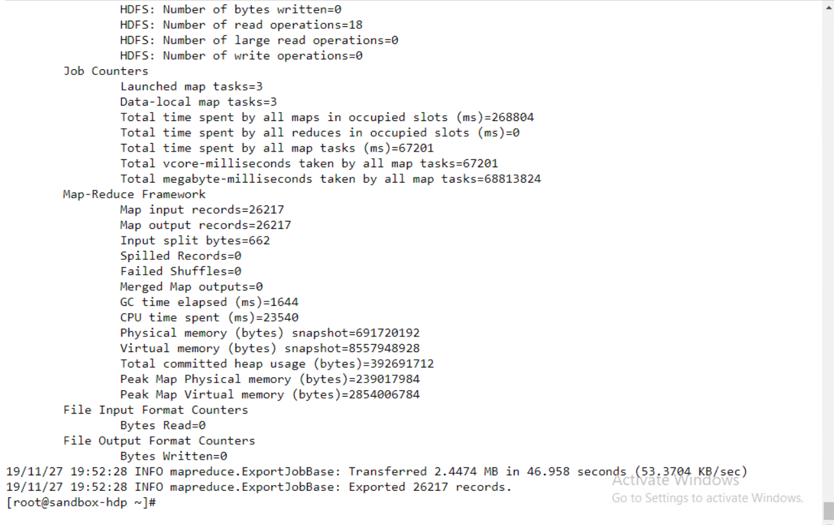 HDFS: Number of bytes written=0
HDFS: Number of read operations=18
HDFS: Number of large read operations=0
HDFS: Number of write operations=0
Job Counters
Launched map tasks=3
Data-local map tasks=3
Total time spent by all maps in occupied slots (ms)=268804
Total time spent by all reduces in occupied slots (ms)=0
Total time spent by all map tasks (ms)=67201
Total vcore-milliseconds taken by all map tasks=67201
Total megabyte-milliseconds taken by all map tasks=68813824
Map-Reduce Framework
Map input records=26217
Map output records=26217
Input split bytes=662
Spilled Records=0
Failed Shuffles=0
Merged Map outputs=0
GC time elapsed (ms)=1644
CPU time spent (ms)=23540
Physical memory (bytes) snapshot=691720192
Virtual memory (bytes) snapshot=8557948928
Total committed heap usage (bytes)=392691712
Peak Map Physical memory (bytes)=239017984
Peak Map Virtual memory (bytes)=2854006784
File Input Format Counters
Bytes Read=0
File Output Format Counters
Bytes Written=0
19/11/27 19:52:28 INFO mapreduce.ExportJobBase: Transferred 2.4474 MB in 46.958 seconds (53.3704 KB/sec)
19/11/27 19:52:28 INFO mapreduce.ExportJobBase: Exported 26217 records.
Activate Windows
Go to Settings to activate Windows.
[root@sandbox-hdp ~]#